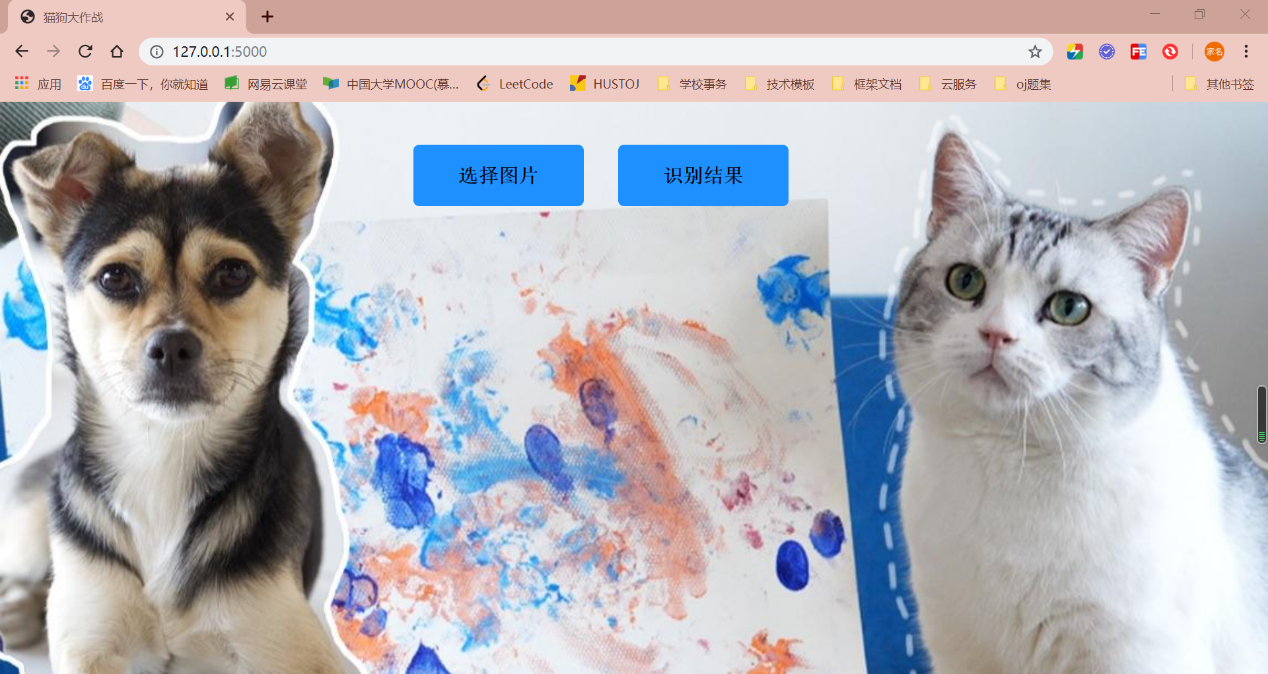 猫狗大作战
127.0.0.1:5000
应用 百度一下，你就知道 网易云课堂 中国大学MOOC(慕... LeetCode HUSTOJ 学校事务 技术模板 框架文档 云服务 oj题集 其他书签
FE 家名
选择图片 识别结果